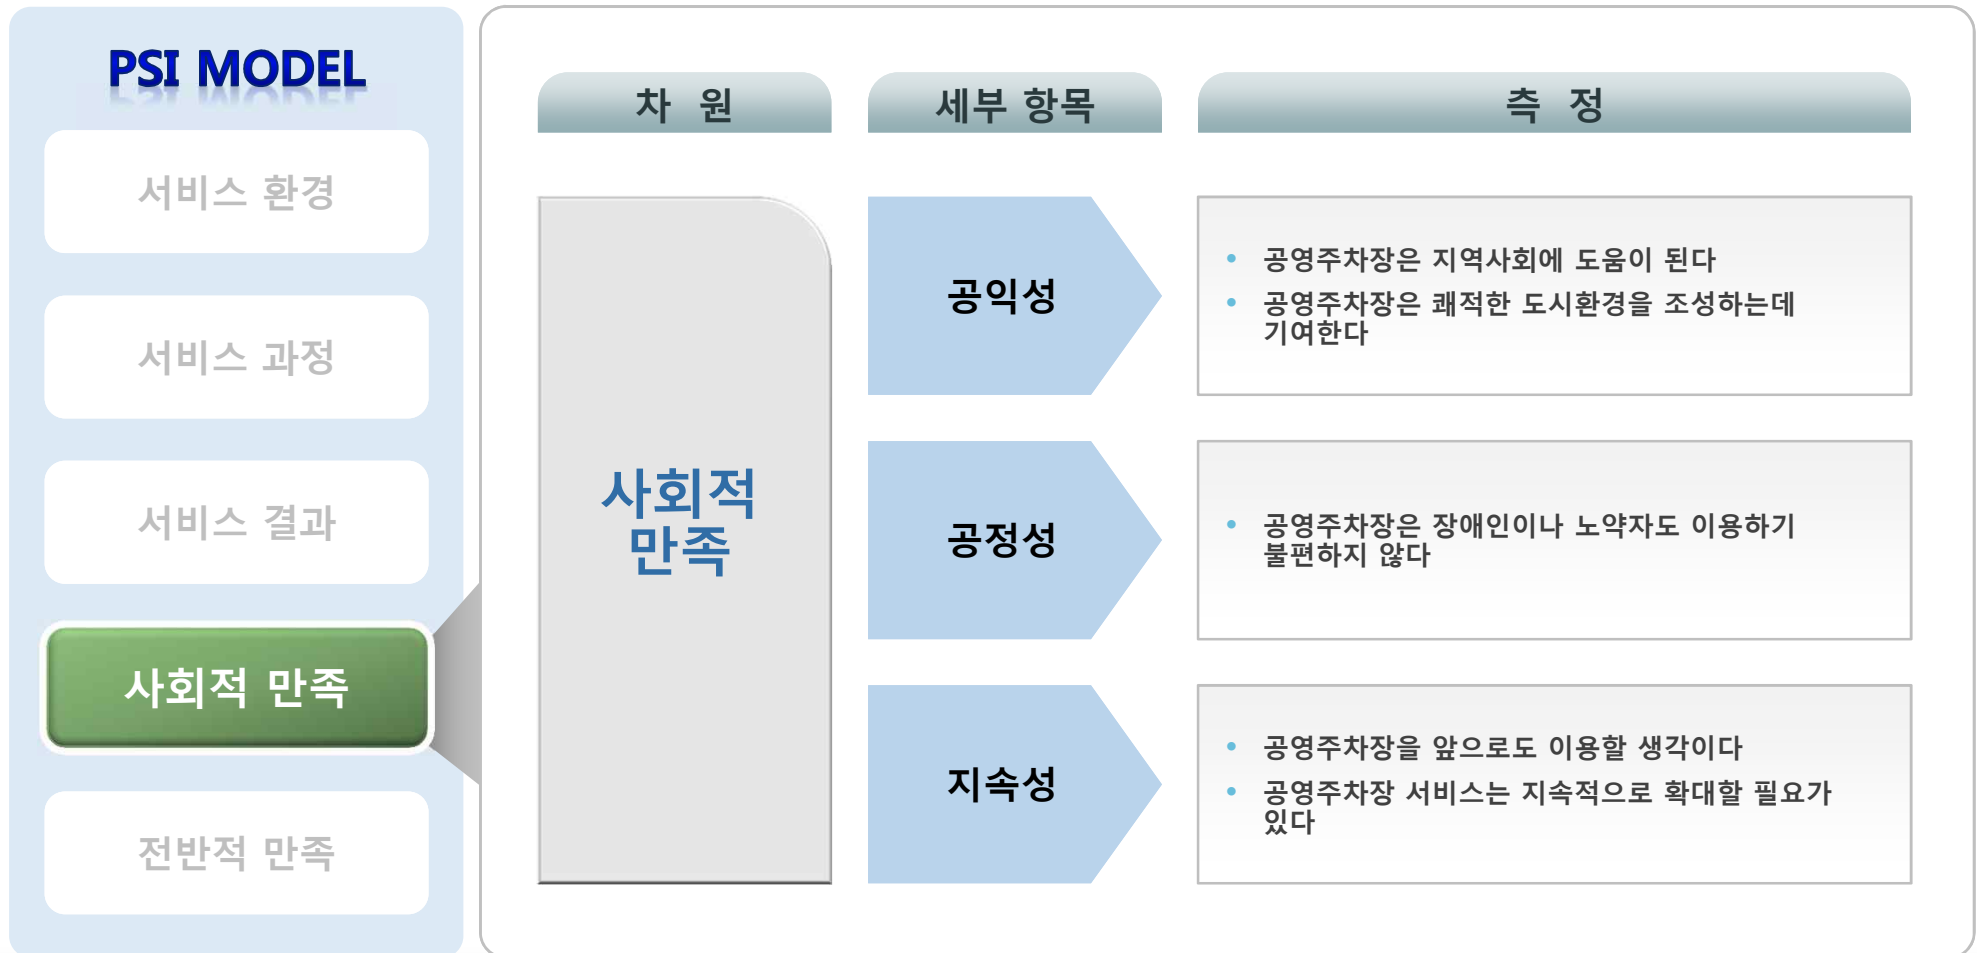 PSI MODEL
서비스 환경
서비스 과정
서비스 결과
사회적 만족
전반적 만족
차 원
세부 항목
측 정
사회적
만족
공익성
• 공영주차장은 지역사회에 도움이 된다
• 공영주차장은 쾌적한 도시환경을 조성하는데
기여한다
공정성
• 공영주차장은 장애인이나 노약자도 이용하기
불편하지 않다
지속성
• 공영주차장을 앞으로도 이용할 생각이다
• 공영주차장 서비스는 지속적으로 확대할 필요가
있다